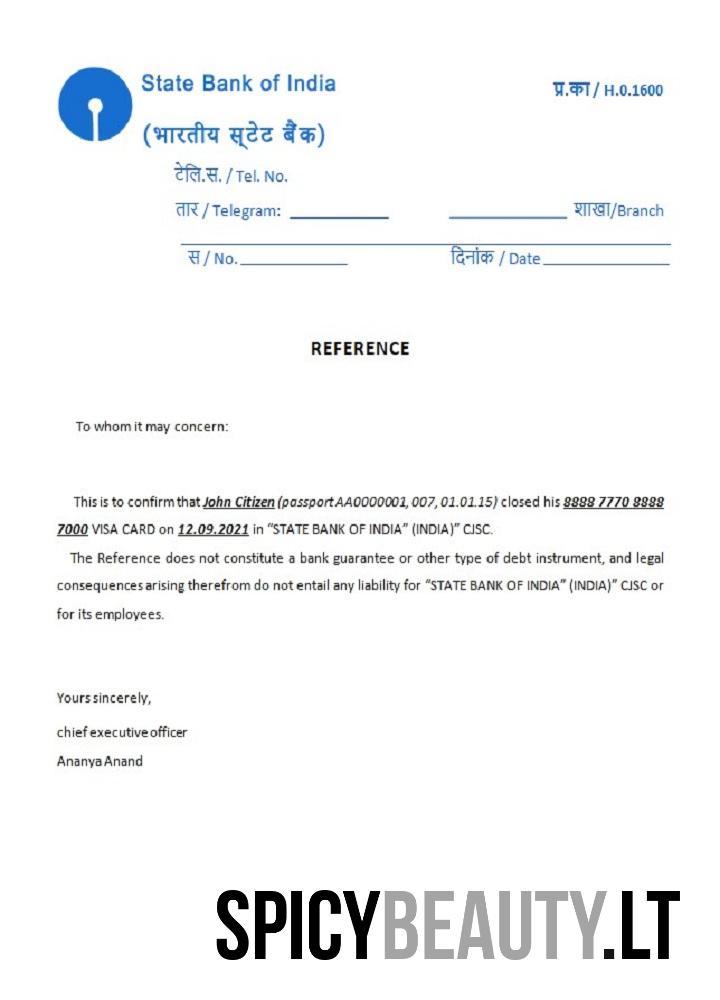 State Bank of India
प्र.का / H.O.1600
(भारतीय स्टेट बैंक)
टेलि.स. / Tel. No.
तार / Telegram: ___________ ______________ शाखा/Branch
स / No. ______________ दिनांक / Date ________________
REFERENCE
To whom it may concern:
This is to confirm that John Citizen (passport AA0000001, 007, 01.01.15) closed his 8888 7770 8888
7000 VISA CARD on 12.09.2021 in “STATE BANK OF INDIA” (INDIA)” CJSC.
The Reference does not constitute a bank guarantee or other type of debt instrument, and legal
consequences arising therefrom do not entail any liability for “STATE BANK OF INDIA” (INDIA)” CJSC or
for its employees.
Yours sincerely,
chief executive officer
Ananya Anand
SPICYBEAUTY.LT